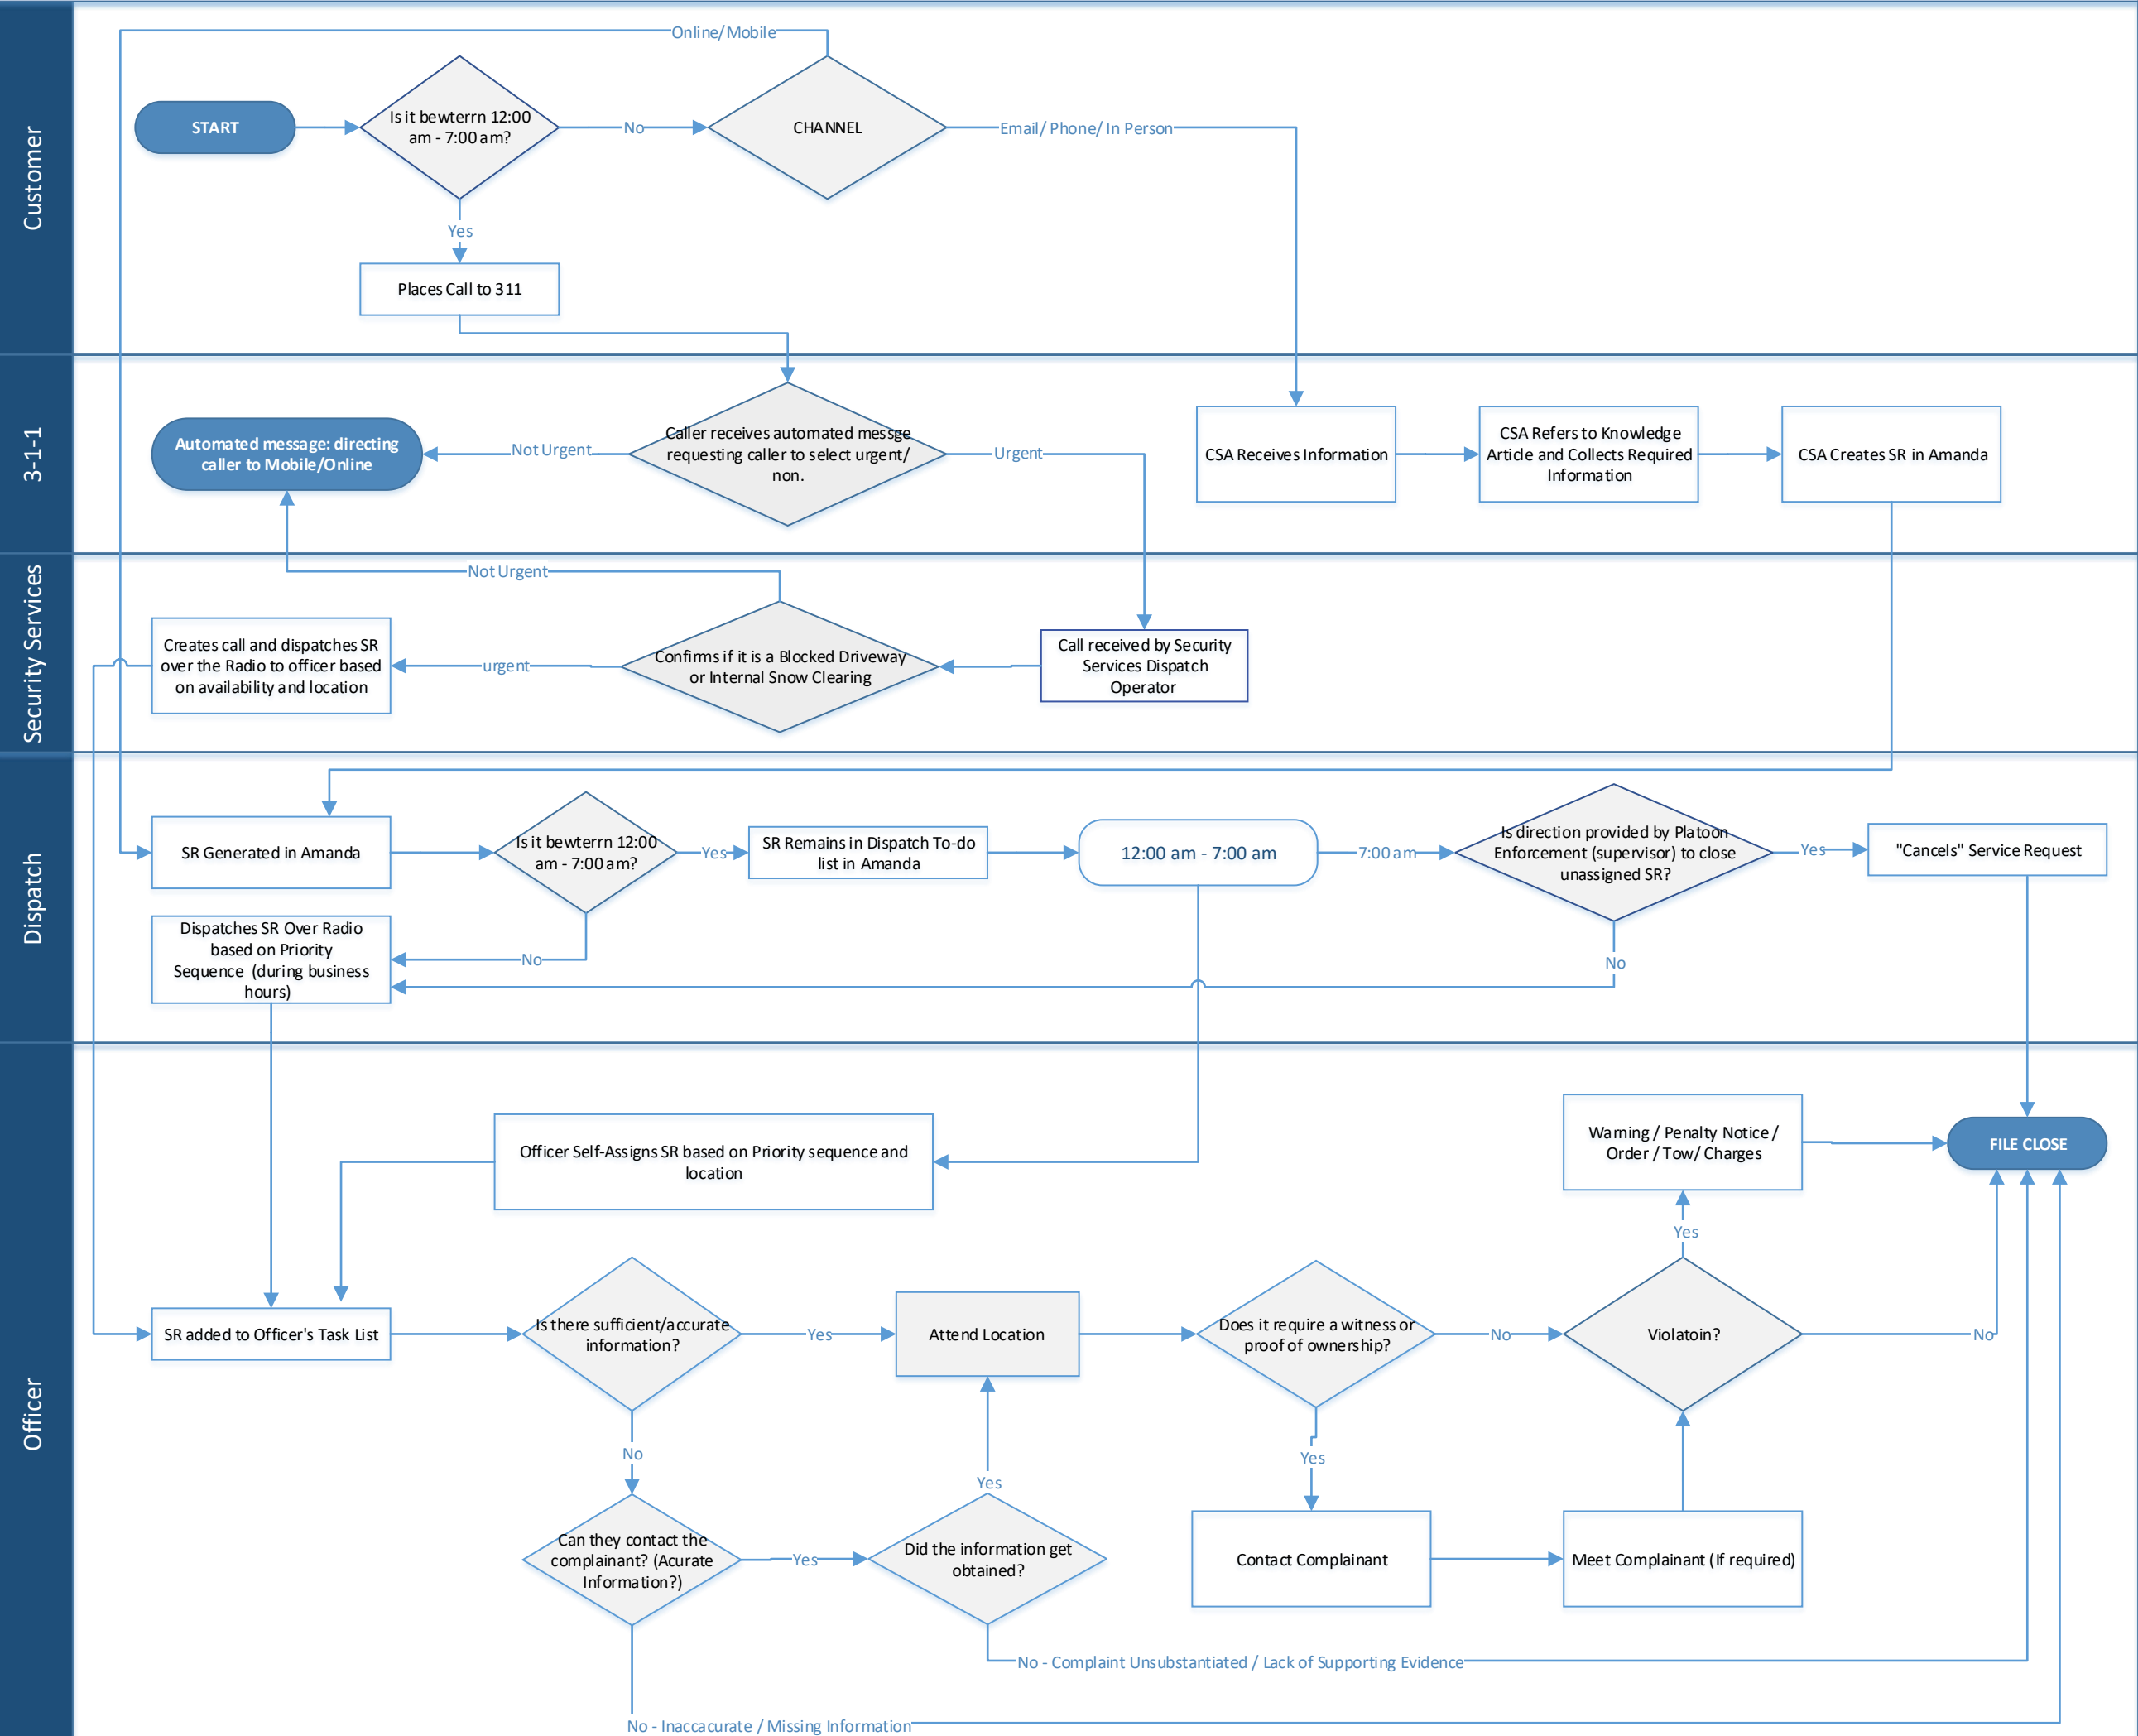 Customer
Online/Mobile
START
Is it bewterrn 12:00
am - 7:00 am?
No
CHANNEL
Email/ Phone/ In Person
Yes
Places Call to 311
3-1-1
Automated message: directing
caller to Mobile/Online
Not Urgent
Caller receives automated messge
requesting caller to select urgent/
non.
Urgent
CSA Receives Information
CSA Refers to Knowledge
Article and Collects Required
Information
CSA Creates SR in Amanda
Security Services
Not Urgent
Creates call and dispatches SR
over the Radio to officer based
on availability and location
urgent
Confirms if it is a Blocked Driveway
or Internal Snow Clearing
Call received by Security
Services Dispatch
Operator
Dispatch
SR Generated in Amanda
Is it bewterrn 12:00
am - 7:00 am?
Yes
SR Remains in Dispatch To-do
list in Amanda
12:00 am - 7:00 am
7:00 am
Is direction provided by Platoon
Enforcement (supervisor) to close
unassigned SR?
Yes
"Cancels" Service Request
Dispatches SR Over Radio
based on Priority
Sequence (during business
hours)
No
No
Officer
Officer Self-Assigns SR based on Priority sequence and
location
Warning / Penalty Notice /
Order / Tow/ Charges
FILE CLOSE
Yes
SR added to Officer's Task List
Is there sufficient/accurate
information?
Yes
Attend Location
Does it require a witness or
proof of ownership?
No
Violatoin?
No
No
Yes
Yes
Can they contact the
complainant? (Acurate
Information?)
Yes
Did the information get
obtained?
Contact Complainant
Meet Complainant (If required)
No - Complaint Unsubstantiated / Lack of Supporting Evidence
No - Inaccacurate / Missing Information